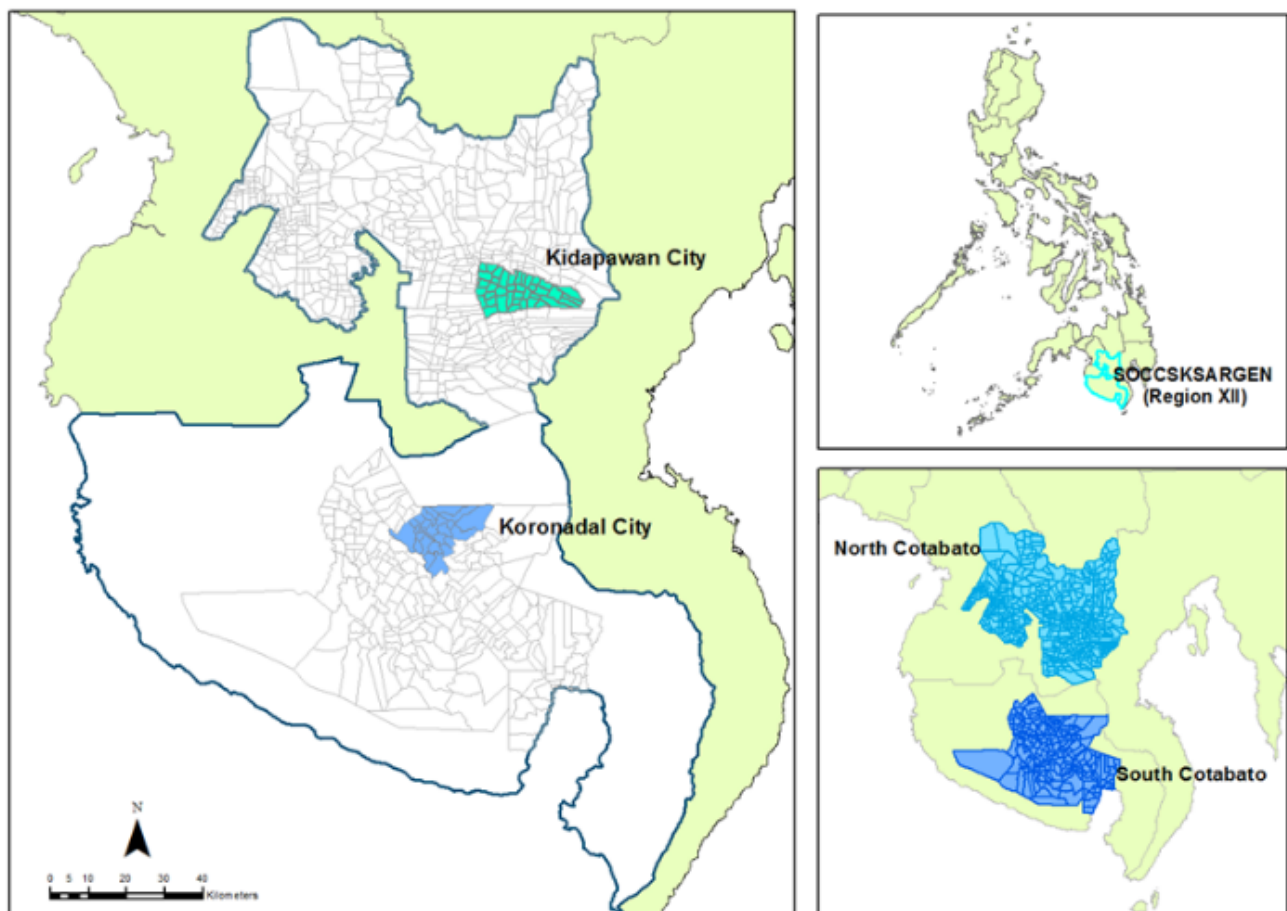 Kidapawan City
Koronadal City
N
0 5 10 20 30 40
Kilometers
SOCCSKSARGEN
(Region XII)
North Cotabato
South Cotabato